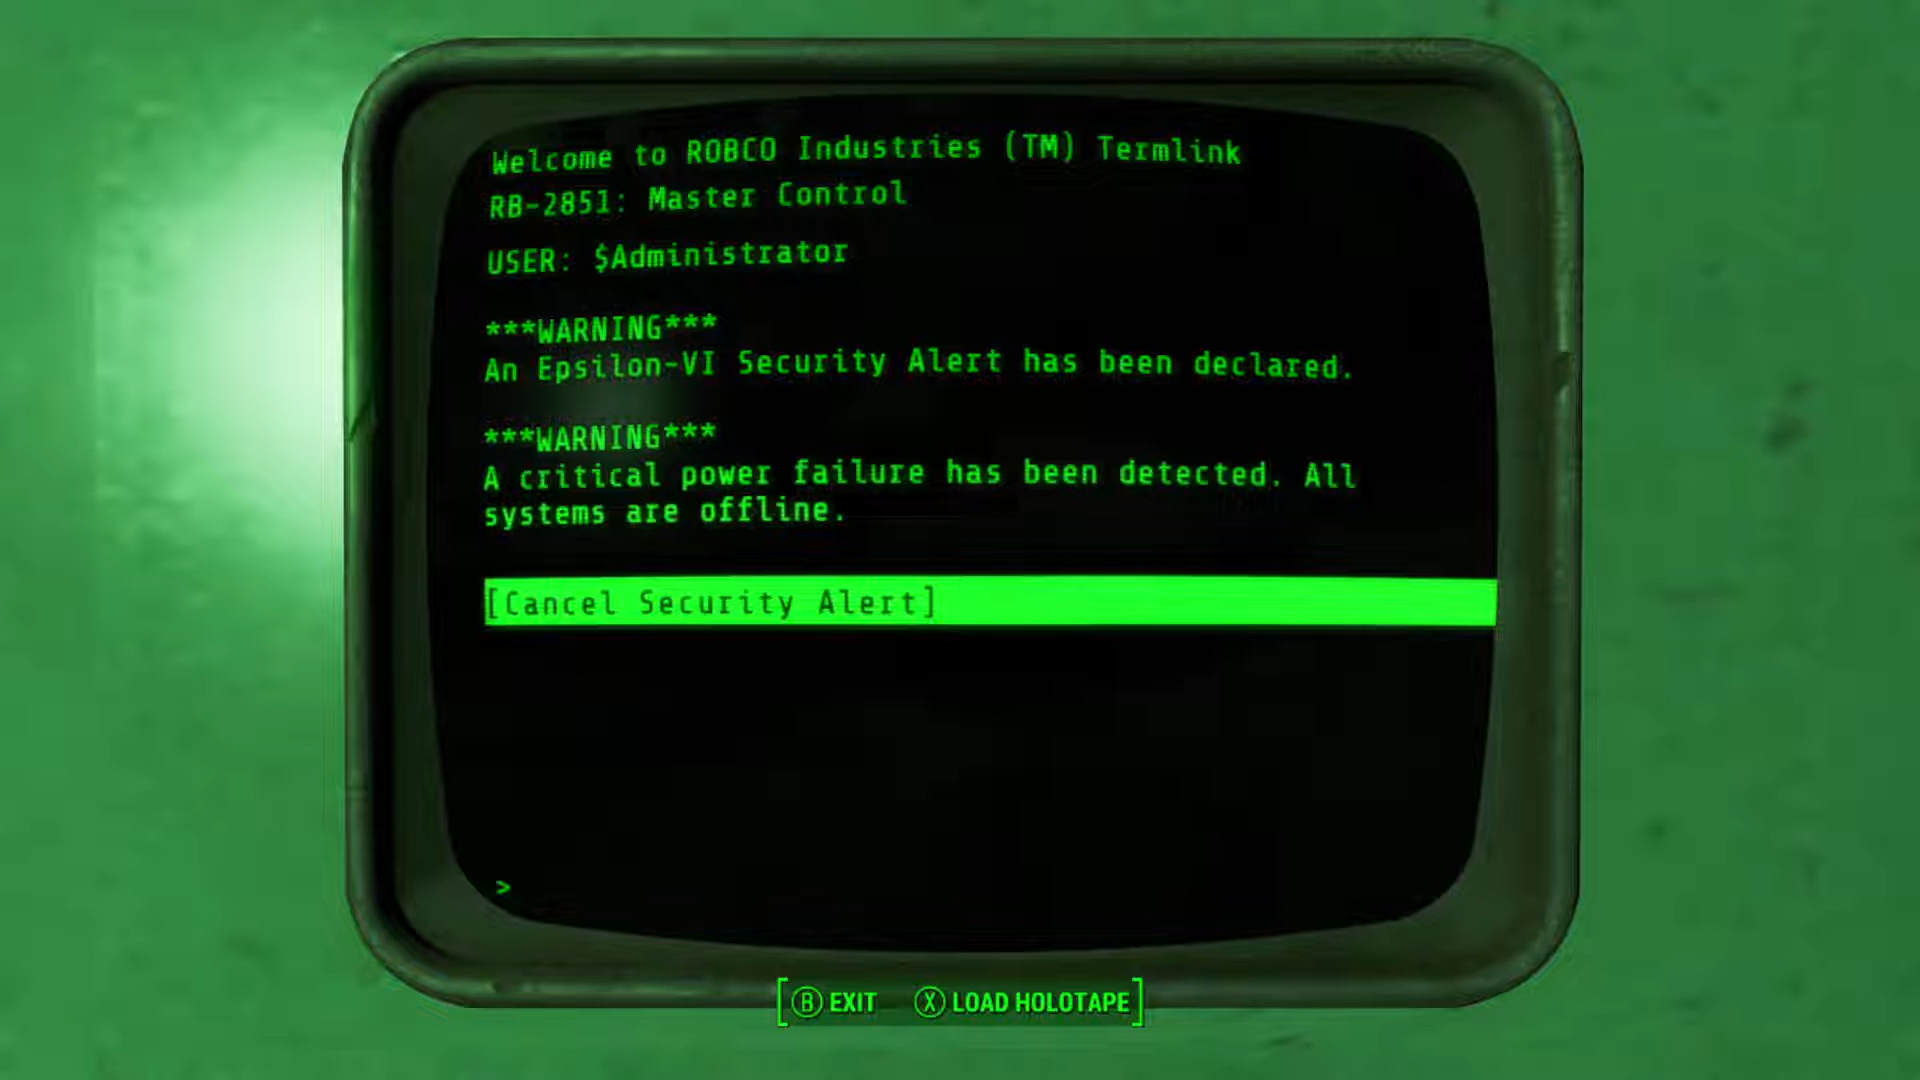 Welcome to ROBCO Industries (TM) Termlink
RB-2851: Master Control
USER: $Administrator
***WARNING***
An Epsilon-VI Security Alert has been declared.
***WARNING***
A critical power failure has been detected. All
systems are offline.
[Cancel Security Alert]
>
[Ⓑ EXIT Ⓧ LOAD HOLOTAPE]